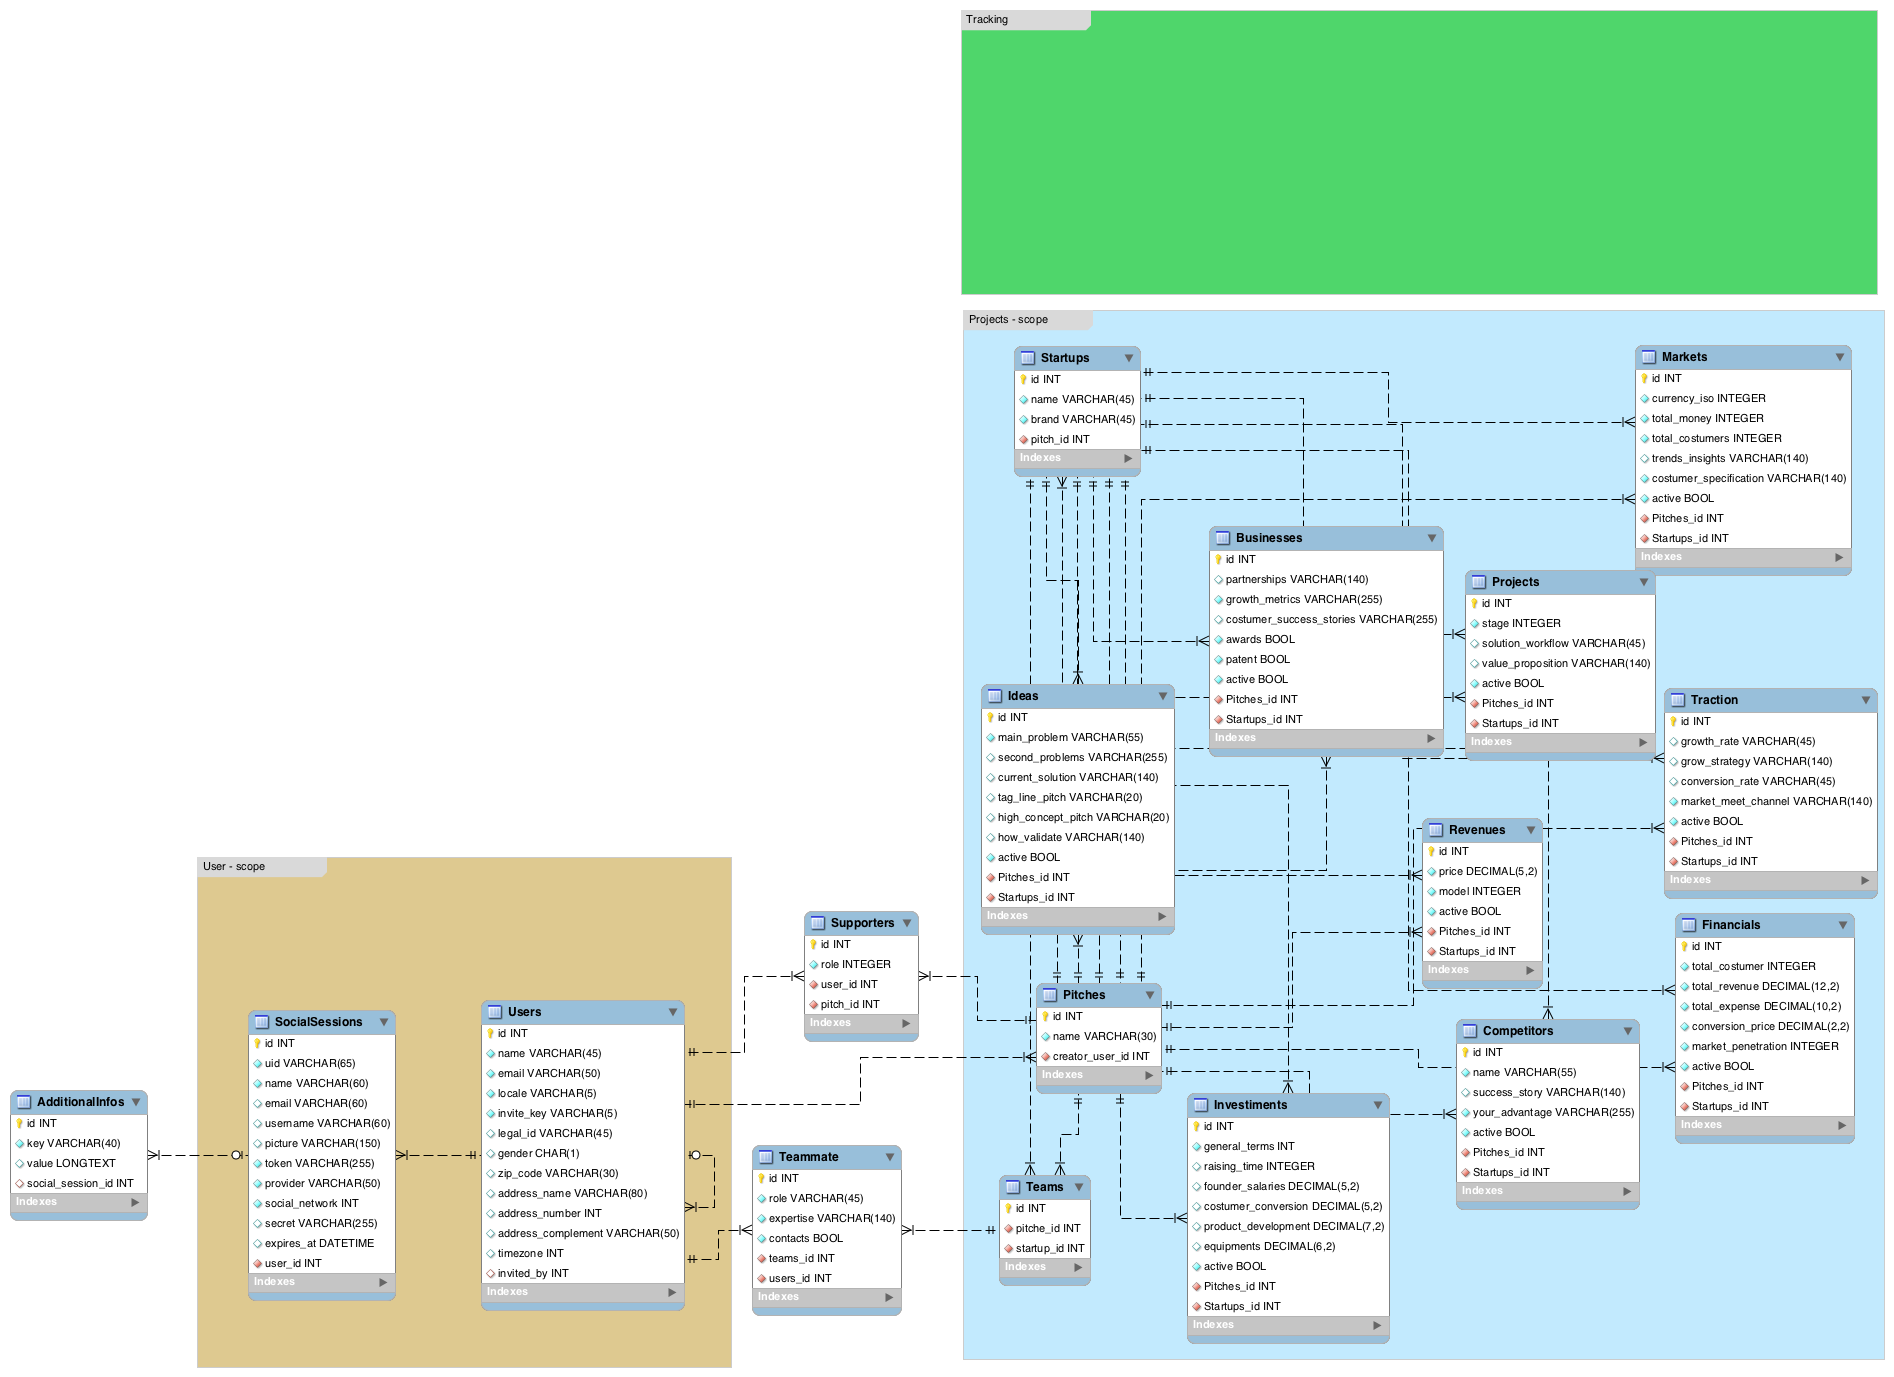 Tracking
Projects - scope
Startups
id INT
name VARCHAR(45)
brand VARCHAR(45)
pitch_id INT
Indexes
Markets
id INT
currency_iso INTEGER
total_money INTEGER
total_costumers INTEGER
trends_insights VARCHAR(140)
costumer_specification VARCHAR(140)
active BOOL
Pitches_id INT
Startups_id INT
Indexes
Businesses
id INT
partnerships VARCHAR(140)
growth_metrics VARCHAR(255)
costumer_success_stories VARCHAR(255)
awards BOOL
patent BOOL
active BOOL
Pitches_id INT
Startups_id INT
Indexes
Projects
id INT
stage INTEGER
solution_workflow VARCHAR(45)
value_proposition VARCHAR(140)
active BOOL
Pitches_id INT
Startups_id INT
Indexes
Ideas
id INT
main_problem VARCHAR(55)
second_problems VARCHAR(255)
current_solution VARCHAR(140)
tag_line_pitch VARCHAR(20)
high_concept_pitch VARCHAR(20)
how_validate VARCHAR(140)
active BOOL
Pitches_id INT
Startups_id INT
Indexes
Traction
id INT
growth_rate VARCHAR(45)
grow_strategy VARCHAR(140)
conversion_rate VARCHAR(45)
market_meet_channel VARCHAR(140)
active BOOL
Pitches_id INT
Startups_id INT
Indexes
Revenues
id INT
price DECIMAL(5,2)
model INTEGER
active BOOL
Pitches_id INT
Startups_id INT
Indexes
User - scope
Supporters
id INT
role INTEGER
user_id INT
pitch_id INT
Indexes
Financials
id INT
total_costumer INTEGER
total_revenue DECIMAL(12,2)
total_expense DECIMAL(10,2)
conversion_price DECIMAL(2,2)
market_penetration INTEGER
active BOOL
Pitches_id INT
Startups_id INT
Indexes
Pitches
id INT
name VARCHAR(30)
creator_user_id INT
Indexes
SocialSessions
id INT
uid VARCHAR(65)
name VARCHAR(60)
email VARCHAR(60)
username VARCHAR(60)
picture VARCHAR(150)
token VARCHAR(255)
provider VARCHAR(50)
social_network INT
secret VARCHAR(255)
expires_at DATETIME
user_id INT
Indexes
Users
id INT
name VARCHAR(45)
email VARCHAR(50)
locale VARCHAR(5)
invite_key VARCHAR(5)
legal_id VARCHAR(45)
gender CHAR(1)
zip_code VARCHAR(30)
address_name VARCHAR(80)
address_number INT
address_complement VARCHAR(50)
timezone INT
invited_by INT
Indexes
Competitors
id INT
name VARCHAR(55)
success_story VARCHAR(140)
your_advantage VARCHAR(255)
active BOOL
Pitches_id INT
Startups_id INT
Indexes
AdditionalInfos
id INT
key VARCHAR(40)
value LONGTEXT
social_session_id INT
Indexes
Investiments
id INT
general_terms INT
raising_time INTEGER
founder_salaries DECIMAL(5,2)
costumer_conversion DECIMAL(5,2)
product_development DECIMAL(7,2)
equipments DECIMAL(6,2)
active BOOL
Pitches_id INT
Startups_id INT
Indexes
Teammate
id INT
role VARCHAR(45)
expertise VARCHAR(140)
contacts BOOL
teams_id INT
users_id INT
Indexes
Teams
id INT
pitche_id INT
startup_id INT
Indexes